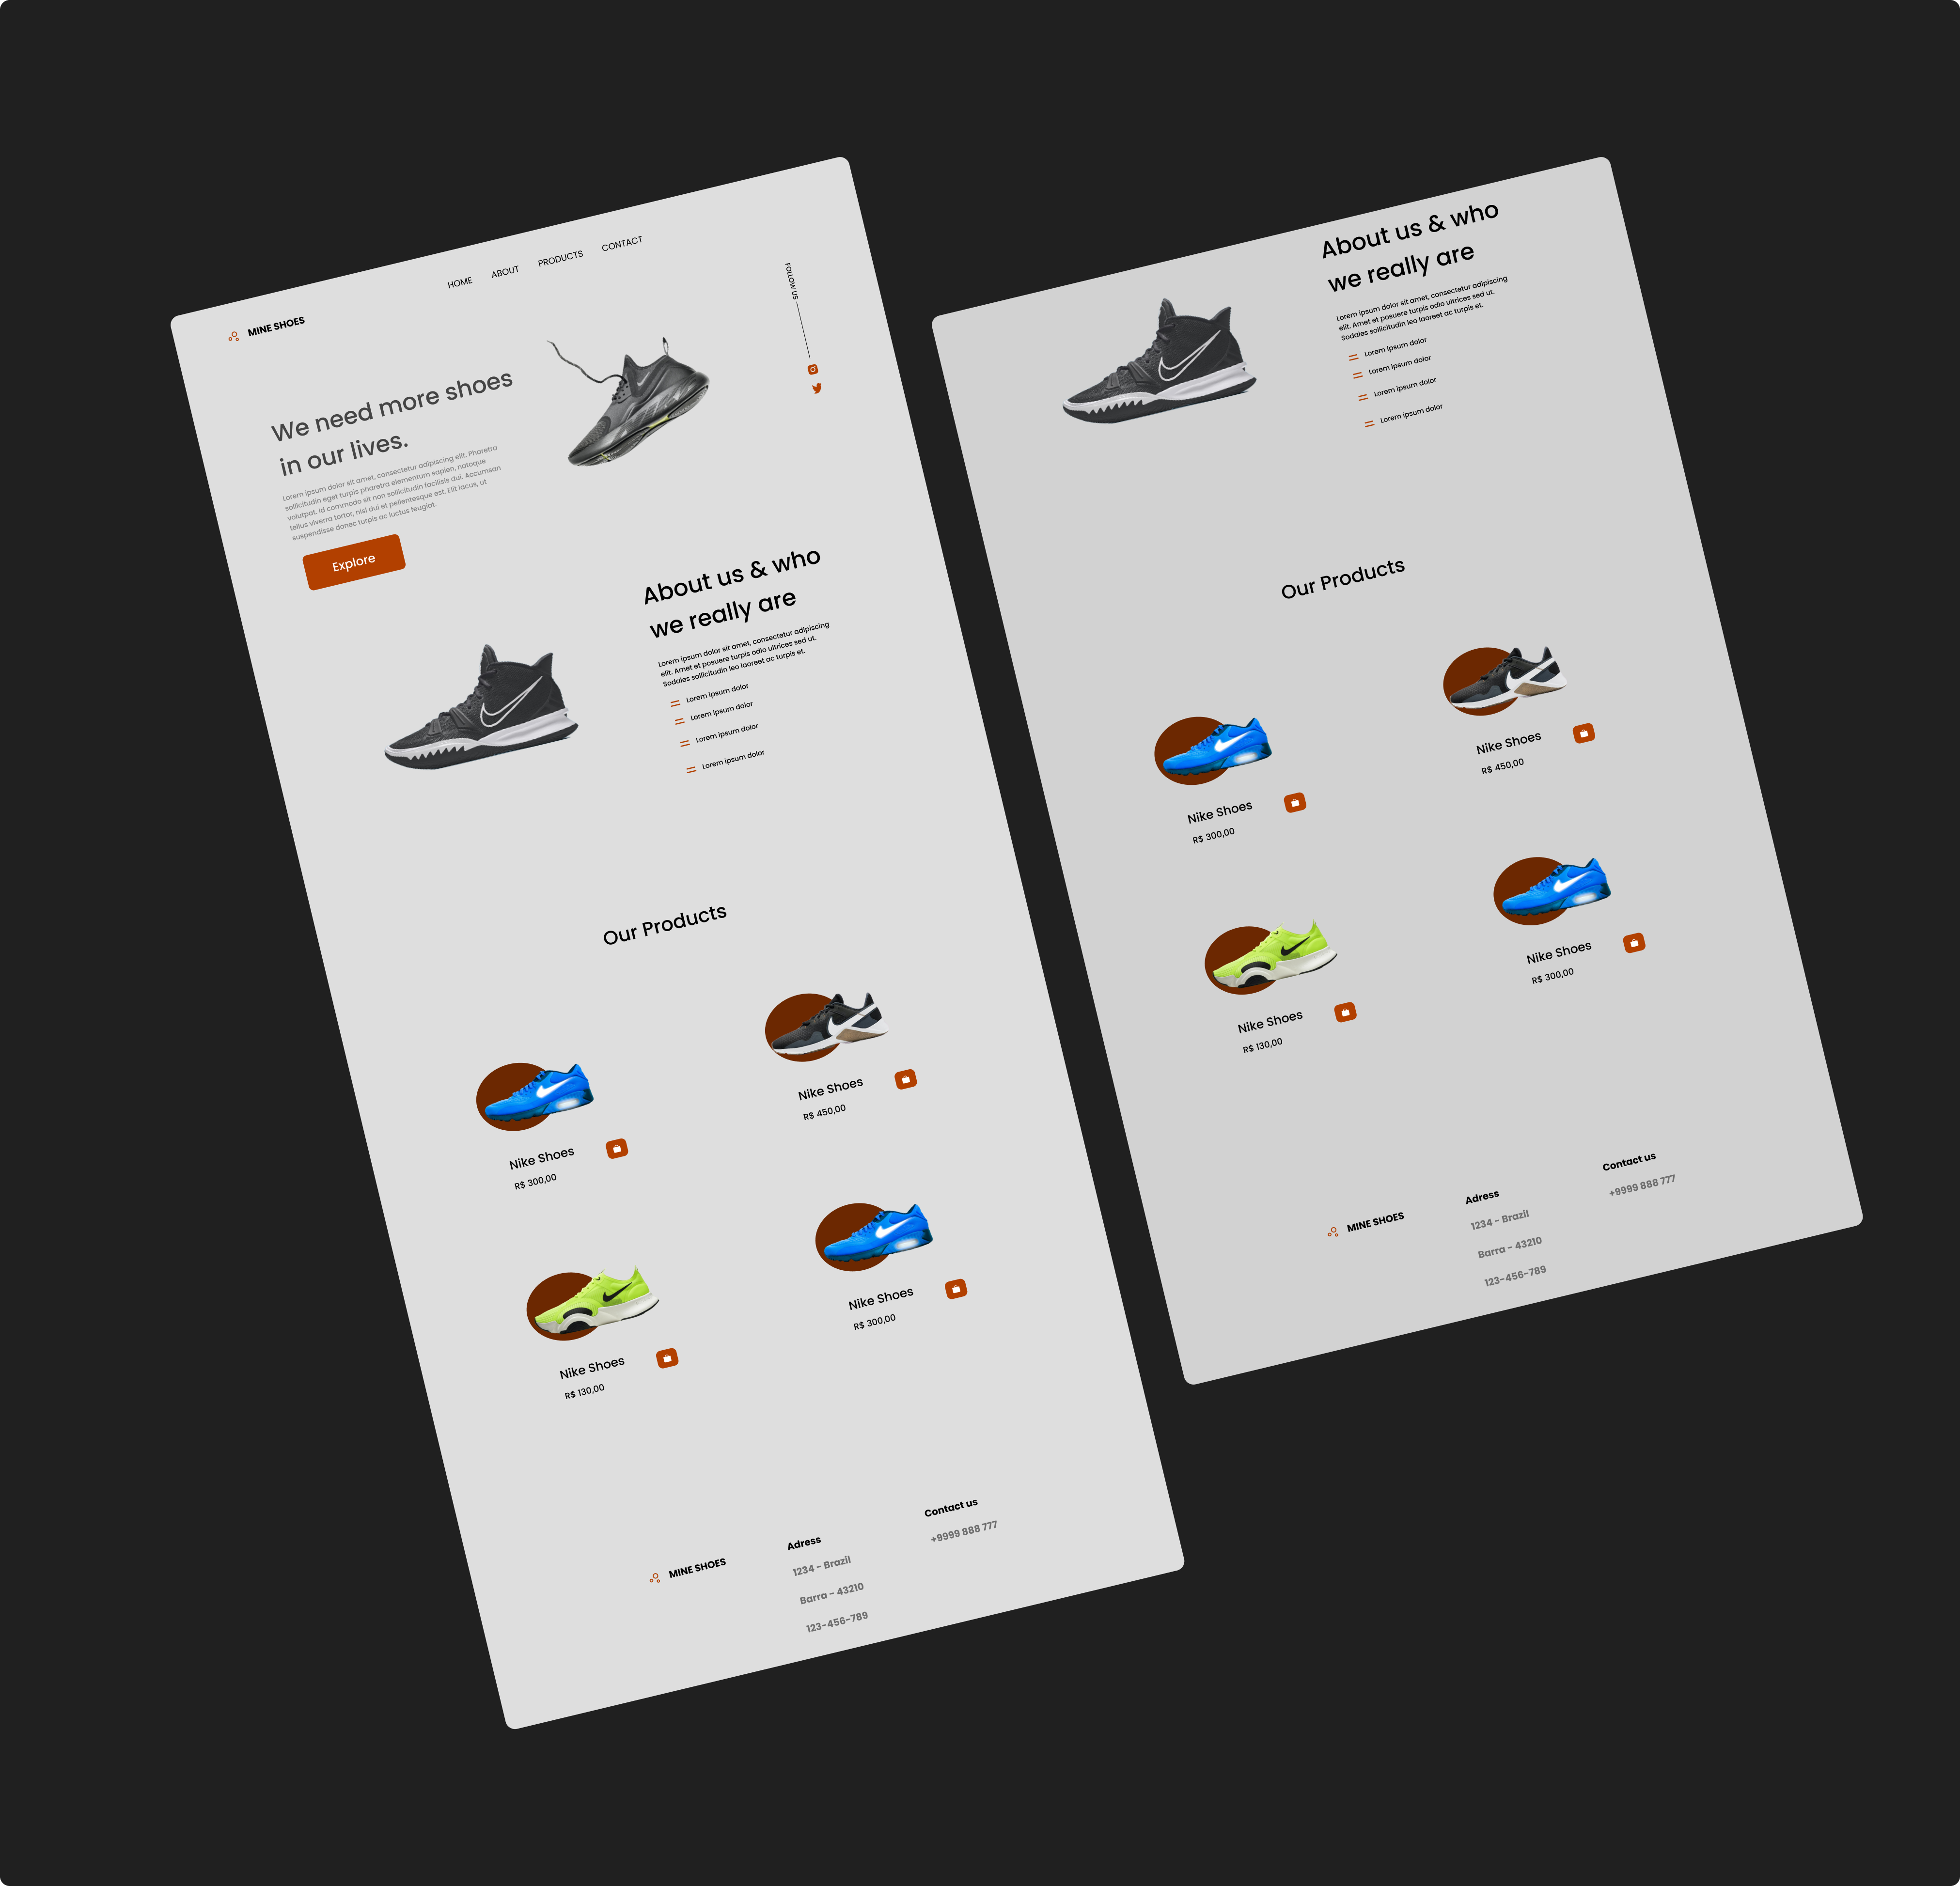 MINE SHOES
HOME
ABOUT
PRODUCTS
CONTACT
FOLLOW US
We need more shoes
in our lives.
Lorem ipsum dolor sit amet, consectetur adipiscing elit. Pharetra
sollicitudin eget turpis pharetra elementum sapien, natoque
volutpat. Id commodo sit non sollicitudin facilisis dui. Accumsan
tellus viverra tortor, nisl dui et pellentesque est. Elit lacus, ut
suspendisse donec turpis ac luctus feugiat.
Explore
About us & who
we really are
Lorem ipsum dolor sit amet, consectetur adipiscing
elit. Amet et posuere turpis odio ultrices sed ut.
Sodales sollicitudin leo laoreet ac turpis et.
Lorem ipsum dolor
Lorem ipsum dolor
Lorem ipsum dolor
Lorem ipsum dolor
Our Products
Nike Shoes
R$ 300,00
Nike Shoes
R$ 450,00
Nike Shoes
R$ 130,00
Nike Shoes
R$ 300,00
MINE SHOES
Adress
1234 - Brazil
Barra - 43210
123-456-789
Contact us
+9999 888 777
About us & who
we really are
Lorem ipsum dolor sit amet, consectetur adipiscing
elit. Amet et posuere turpis odio ultrices sed ut.
Sodales sollicitudin leo laoreet ac turpis et.
Lorem ipsum dolor
Lorem ipsum dolor
Lorem ipsum dolor
Lorem ipsum dolor
Our Products
Nike Shoes
R$ 300,00
Nike Shoes
R$ 450,00
Nike Shoes
R$ 130,00
Nike Shoes
R$ 300,00
MINE SHOES
Adress
1234 - Brazil
Barra - 43210
123-456-789
Contact us
+9999 888 777